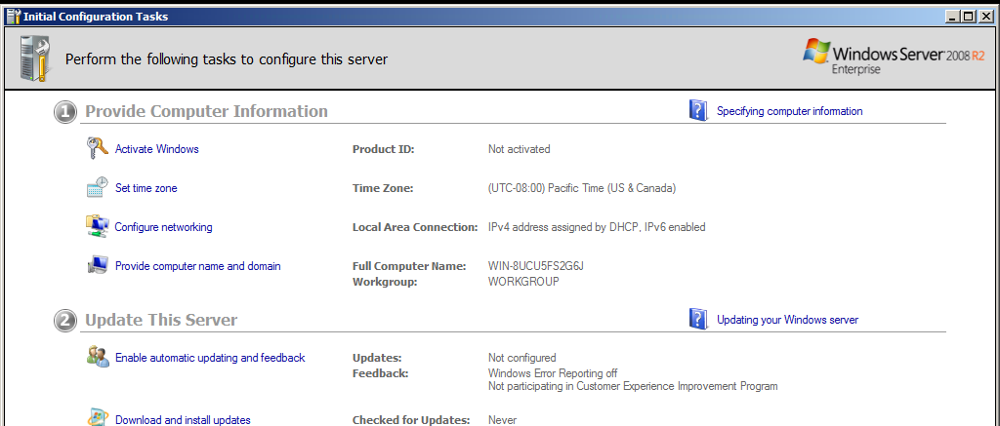 Initial Configuration Tasks
Perform the following tasks to configure this server
Windows Server 2008 R2
Enterprise
1 Provide Computer Information
Specifying computer information
Activate Windows Product ID: Not activated
Set time zone Time Zone: (UTC-08:00) Pacific Time (US & Canada)
Configure networking Local Area Connection: IPv4 address assigned by DHCP, IPv6 enabled
Provide computer name and domain Full Computer Name: WIN-8UCU5FS2G6J
Workgroup: WORKGROUP
2 Update This Server
Updating your Windows server
Enable automatic updating and feedback Updates: Not configured
Feedback: Windows Error Reporting off
Not participating in Customer Experience Improvement Program
Download and install updates Checked for Updates: Never